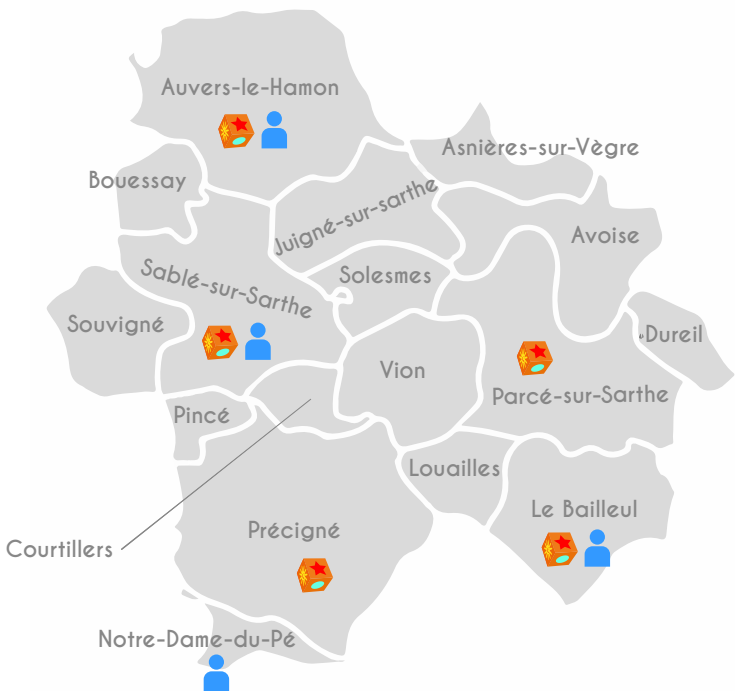 Auvers-le-Hamon
Asnières-sur-Vègre
Bouessay
Juigné-sur-sarthe
Avoise
Sablé-sur-Sarthe
Solesmes
Souvigné
Dureil
Vion
Parcé-sur-Sarthe
Pincé
Louailles
Le Bailleul
Précigné
Courtillers
Notre-Dame-du-Pé